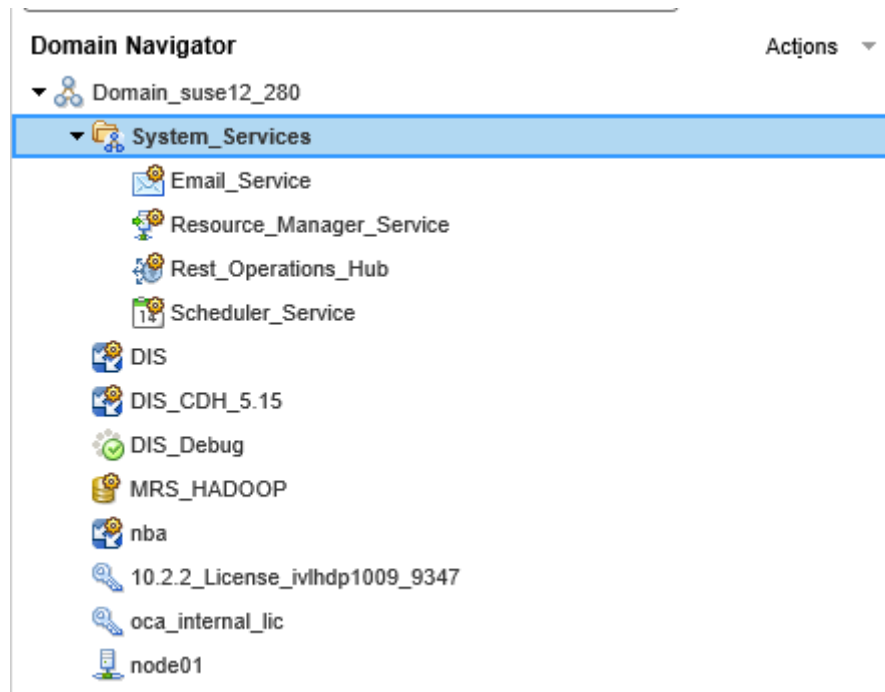 Domain Navigator Actions
Domain_suse12_280
System_Services
Email_Service
Resource_Manager_Service
Rest_Operations_Hub
14 Scheduler_Service
DIS
DIS_CDH_5.15
DIS_Debug
MRS_HADOOP
nba
10.2.2_License_ivlhdp1009_9347
oca_internal_lic
node01